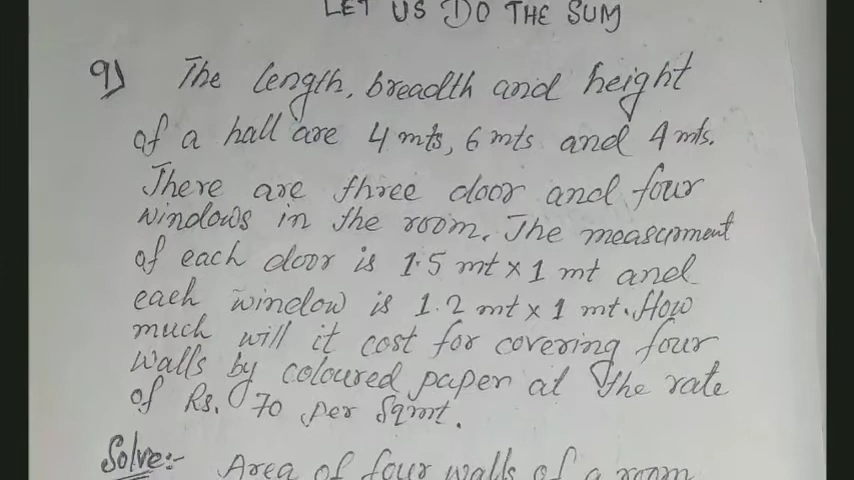 LET US DO THE SUM
9) The length, breadth and height
of a hall are 4 mts, 6 mts and 4 mts.
There are three door and four
windows in the room. The measurment
of each door is 1.5 mt x 1 mt and
each window is 1.2 mt x 1 mt. How
much will it cost for covering four
walls by coloured paper at the rate
of Rs. 70 per sqmt.
Solve:- Area of four walls of a room